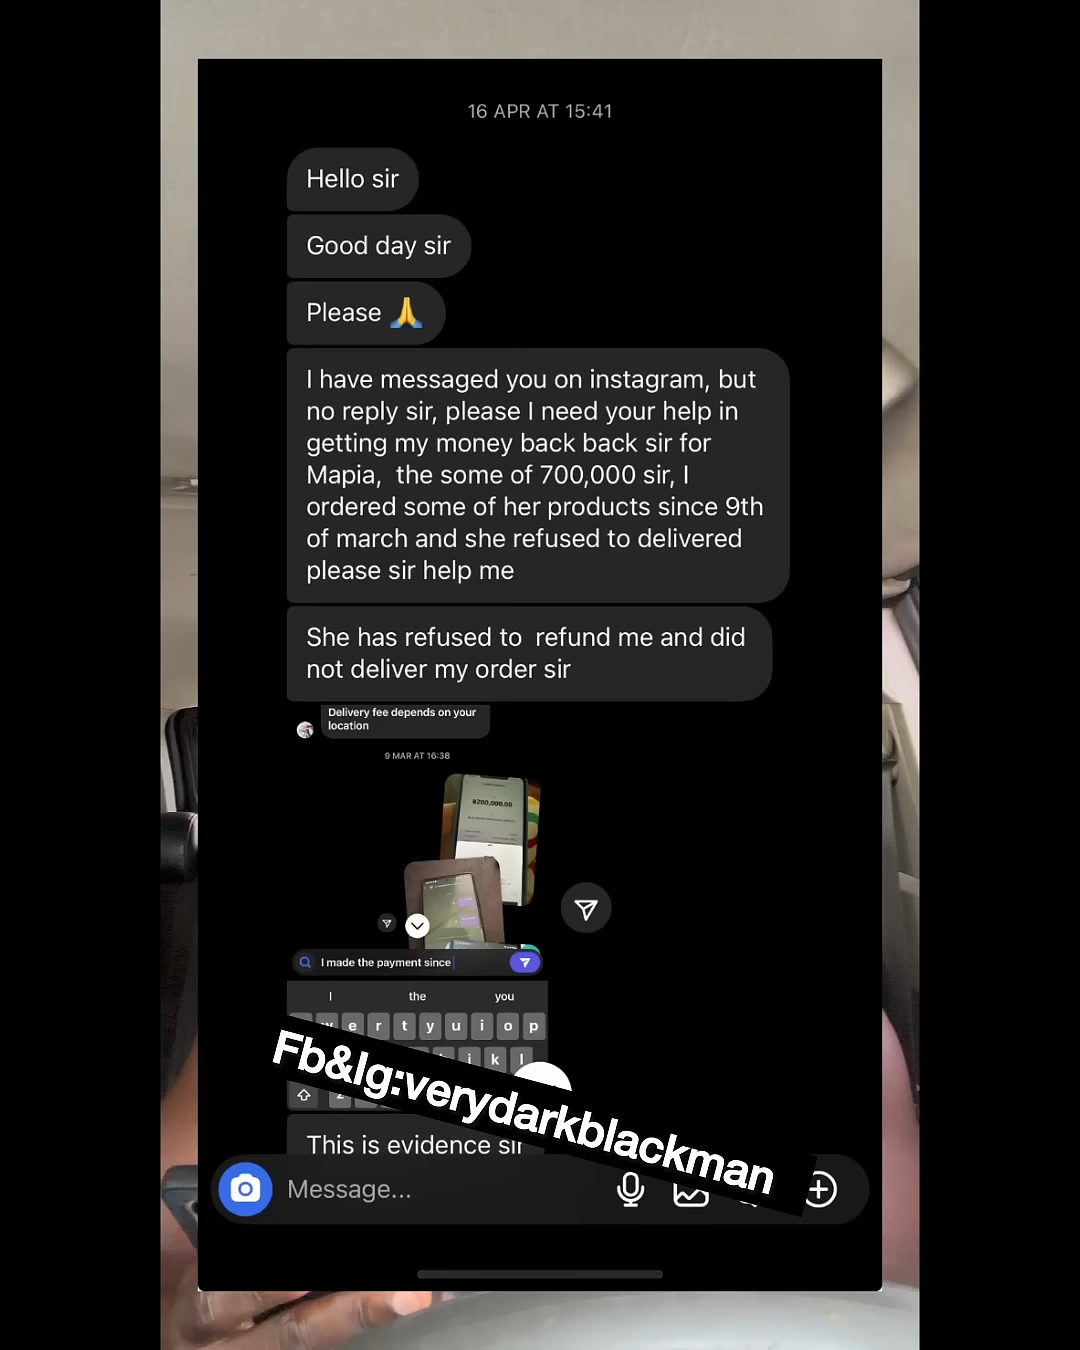 16 APR AT 15:41
Hello sir
Good day sir
Please 🙏
I have messaged you on instagram, but
no reply sir, please I need your help in
getting my money back back sir for
Mapia,  the some of 700,000 sir, I
ordered some of her products since 9th
of march and she refused to delivered
please sir help me
She has refused to  refund me and did
not deliver my order sir
Delivery fee depends on your
location
9 MAR AT 16:38
₦200,000.00
I made the payment since
I the you
w e r t y u i o p
j k l
z
Fb&Ig:verydarkblackman
This is evidence sir
Message...